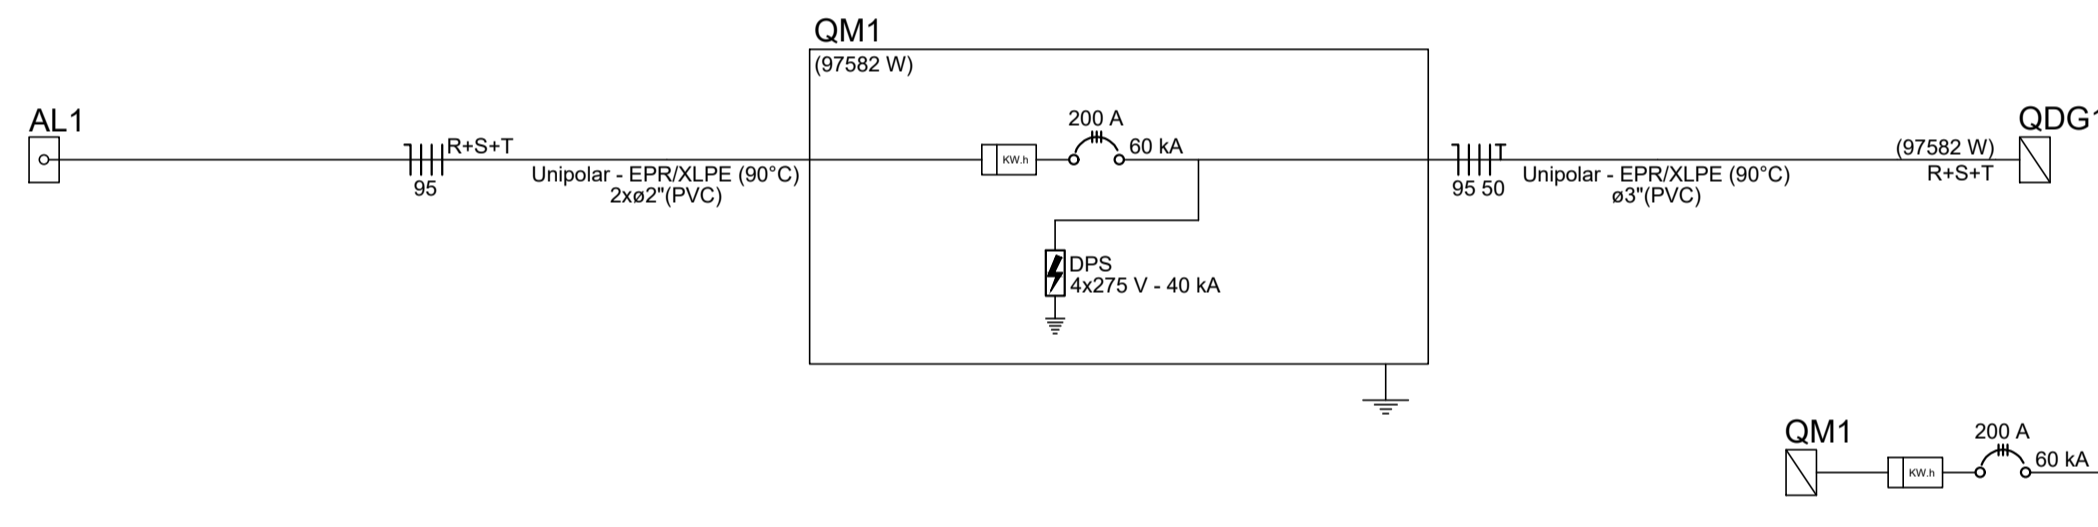 AL1
R+S+T
95
Unipolar - EPR/XLPE (90°C)
2xø2"(PVC)
QM1
(97582 W)
KW.h
200 A
60 kA
DPS
4x275 V - 40 kA
95 50
Unipolar - EPR/XLPE (90°C)
ø3"(PVC)
(97582 W)
R+S+T
QDG1
QM1
KW.h
200 A
60 kA